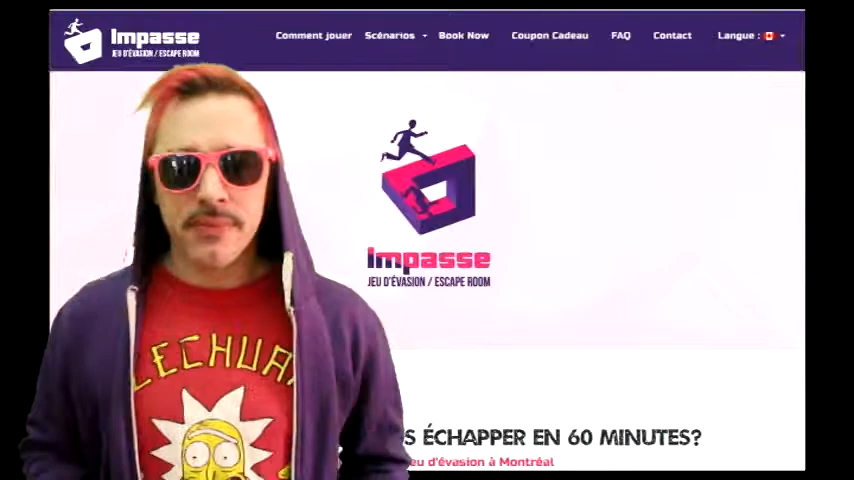 Impasse
JEU D'ÉVASION / ESCAPE ROOM
Comment jouer Scénarios Book Now Coupon Cadeau FAQ Contact Langue :
Impasse
JEU D'ÉVASION / ESCAPE ROOM
ECHUA
S ÉCHAPPER EN 60 MINUTES?
eu d'évasion à Montréal